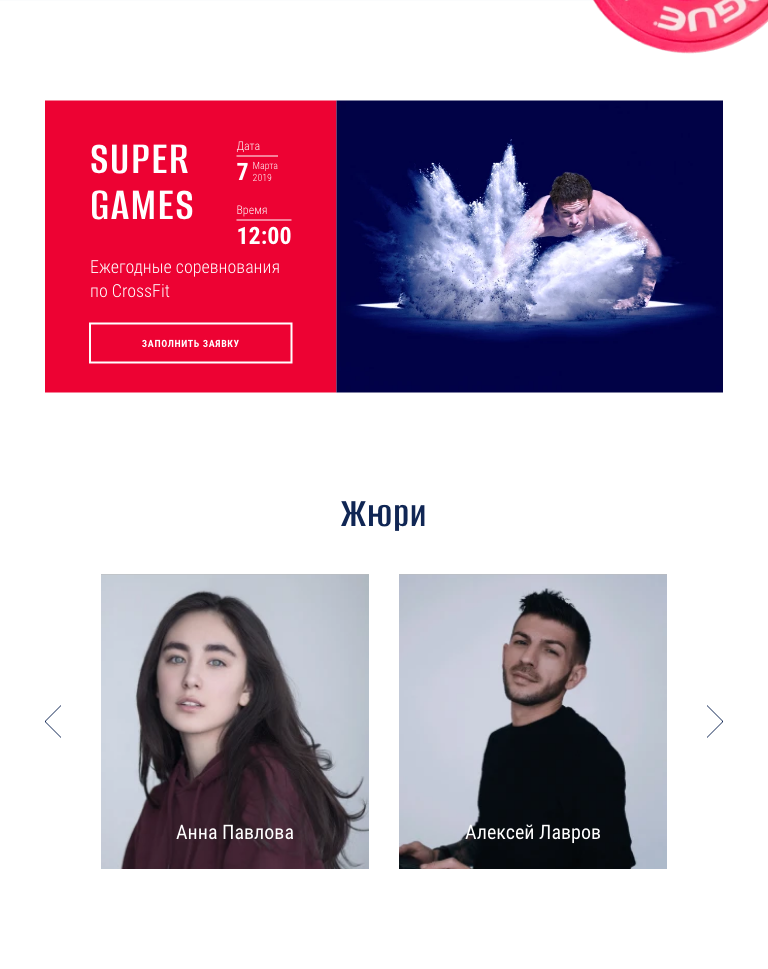 OGUE
SUPER
GAMES
Дата
7 Марта
2019
Время
12:00
Ежегодные соревнования
по CrossFit
ЗАПОЛНИТЬ ЗАЯВКУ
Жюри
Анна Павлова
Алексей Лавров